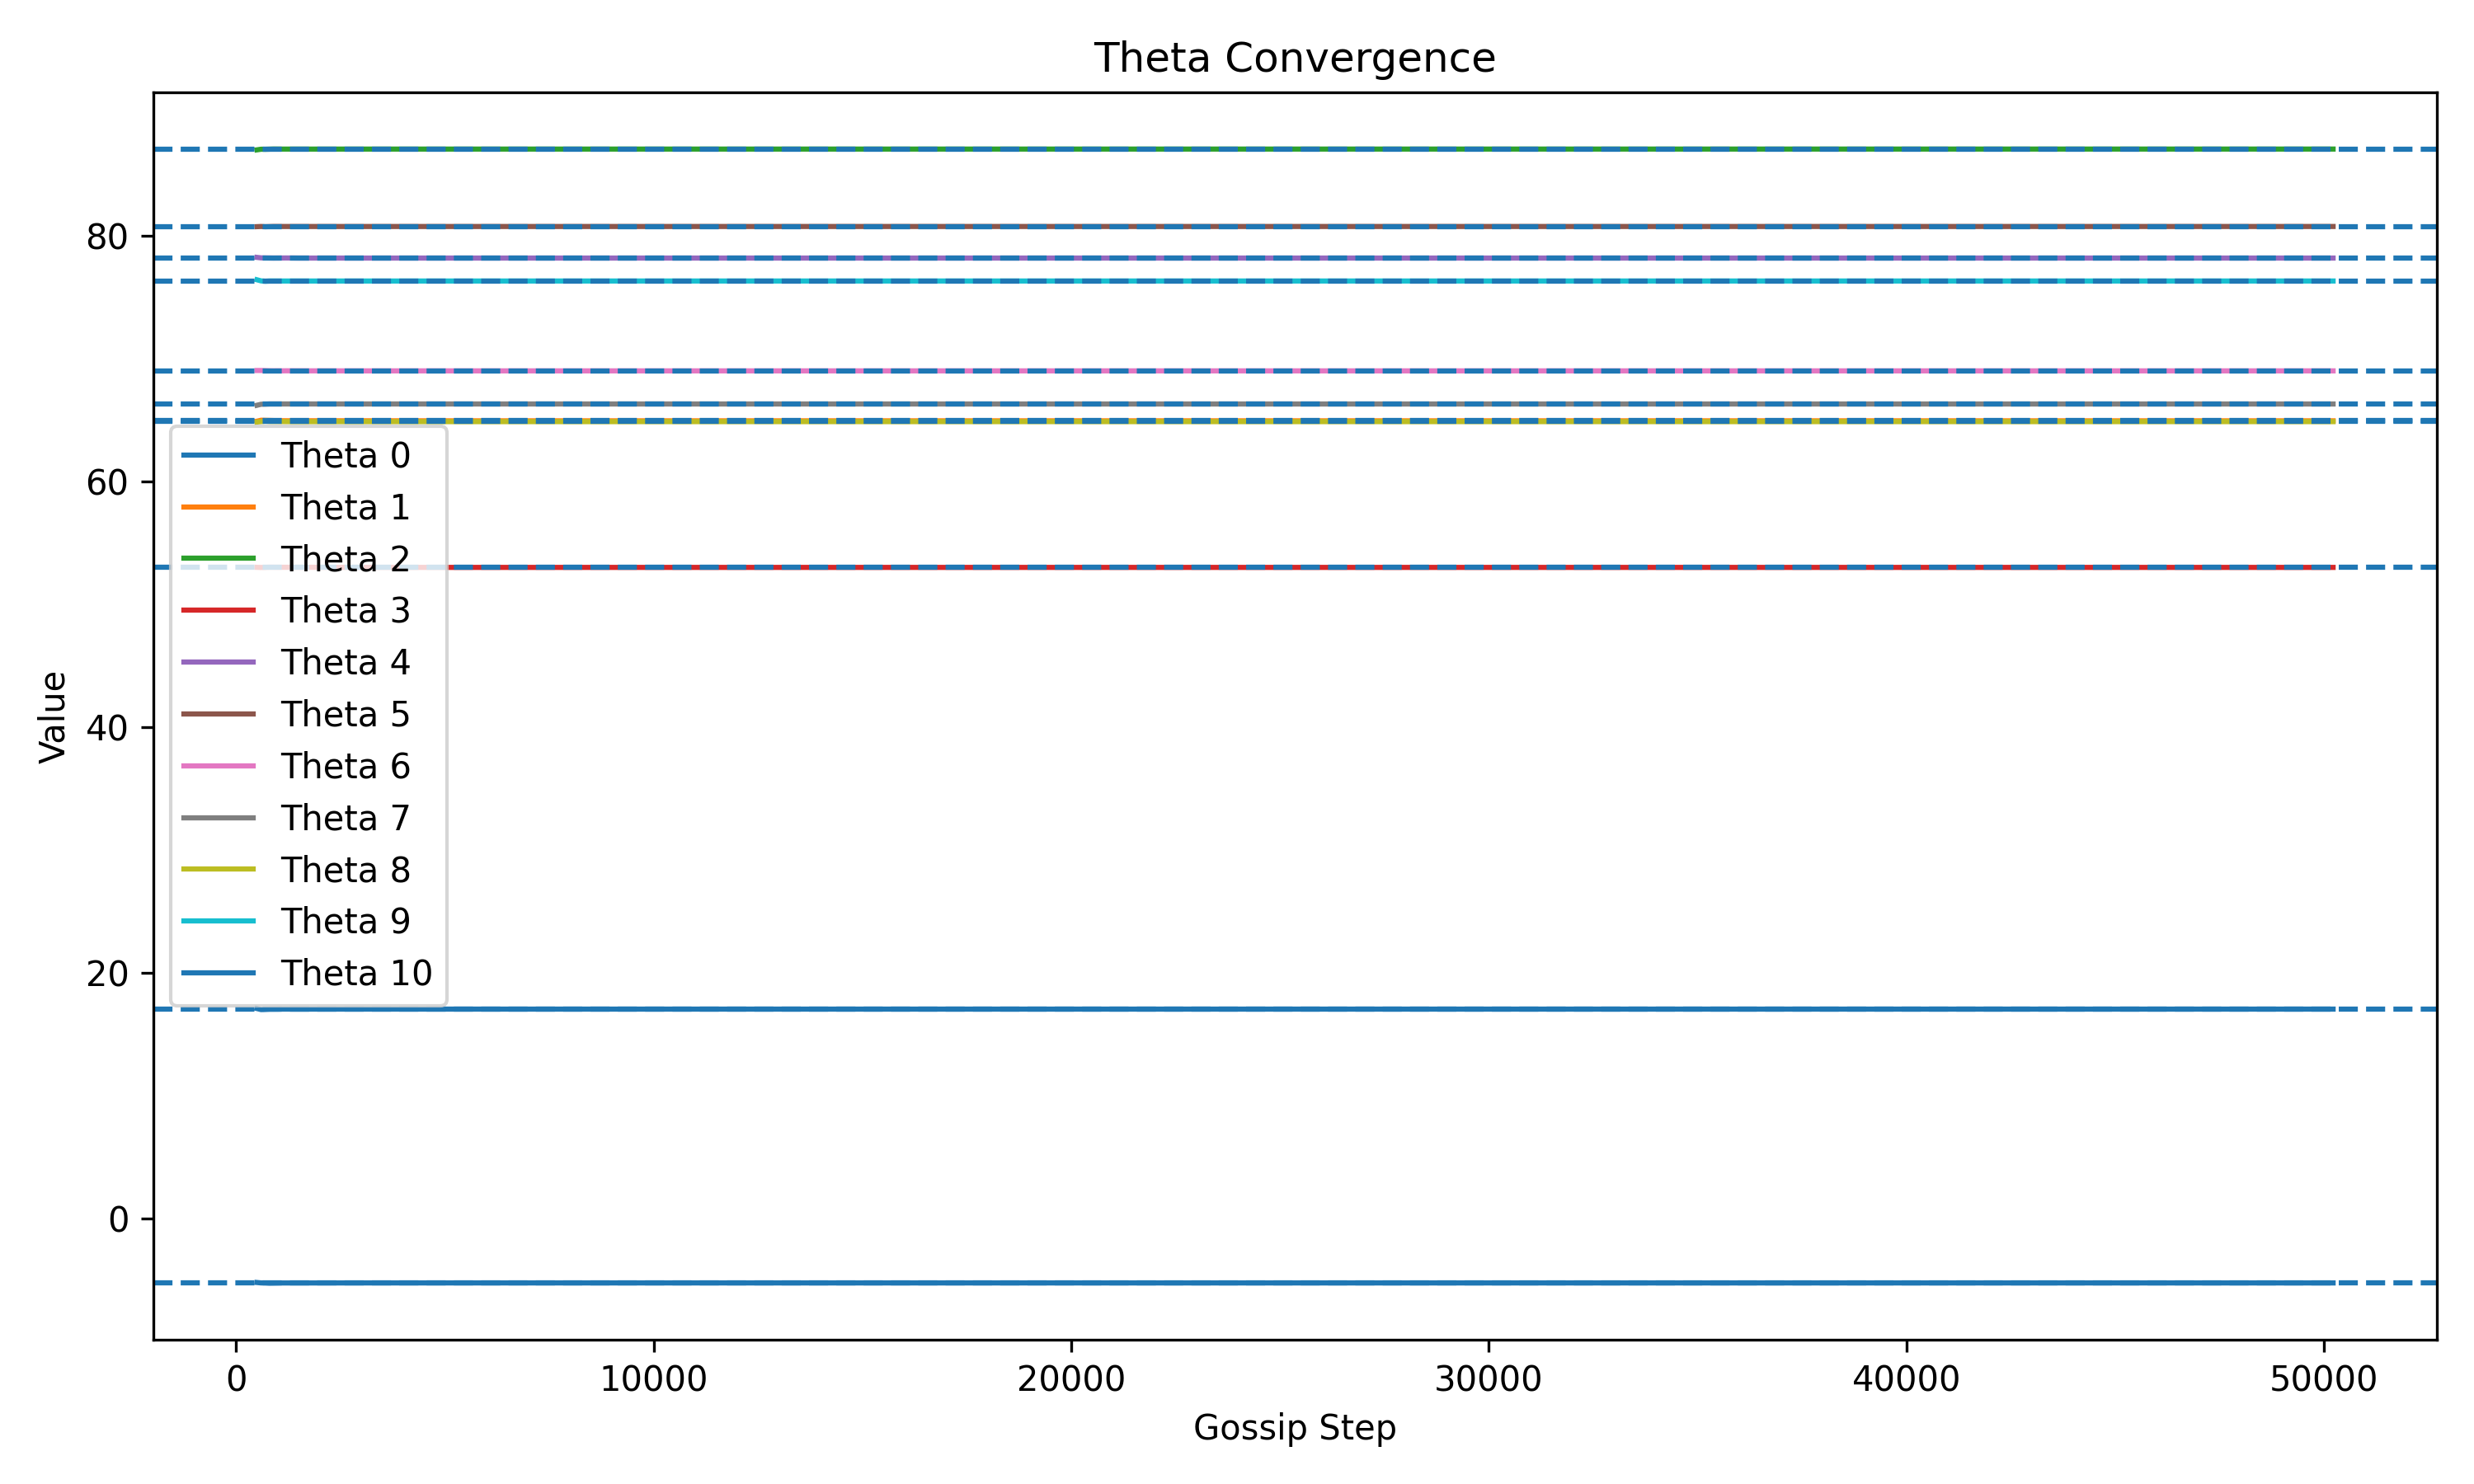 Theta Convergence
Value
80
60
40
20
0
Theta 0
Theta 1
Theta 2
Theta 3
Theta 4
Theta 5
Theta 6
Theta 7
Theta 8
Theta 9
Theta 10
0
10000
20000
30000
40000
50000
Gossip Step